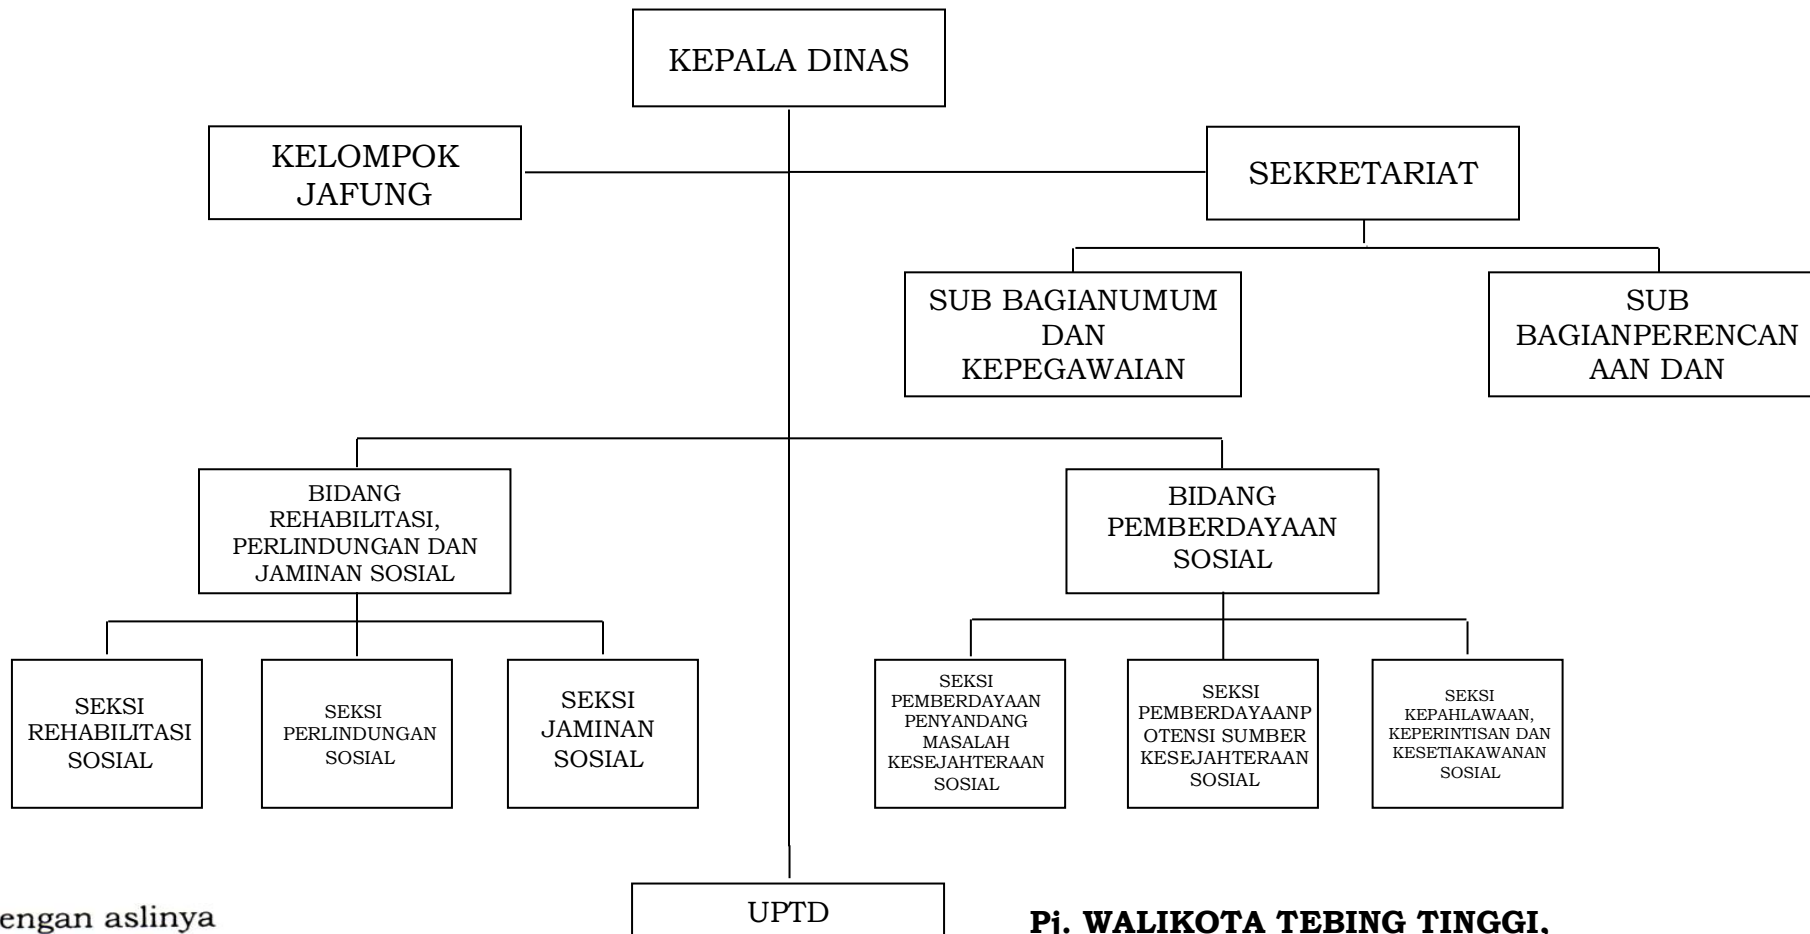 KEPALA DINAS
KELOMPOK
JAFUNG
SEKRETARIAT
SUB BAGIANUMUM
DAN
KEPEGAWAIAN
SUB
BAGIANPERENCAN
AAN DAN
BIDANG
REHABILITASI,
PERLINDUNGAN DAN
JAMINAN SOSIAL
BIDANG
PEMBERDAYAAN
SOSIAL
SEKSI
REHABILITASI
SOSIAL
SEKSI
PERLINDUNGAN
SOSIAL
SEKSI
JAMINAN
SOSIAL
SEKSI
PEMBERDAYAAN
PENYANDANG
MASALAH
KESEJAHTERAAN
SOSIAL
SEKSI
PEMBERDAYAANP
OTENSI SUMBER
KESEJAHTERAAN
SOSIAL
SEKSI
KEPAHLAWAAN,
KEPERINTISAN DAN
KESETIAKAWANAN
SOSIAL
UPTD
engan aslinya
Pj. WALIKOTA TEBING TINGGI,